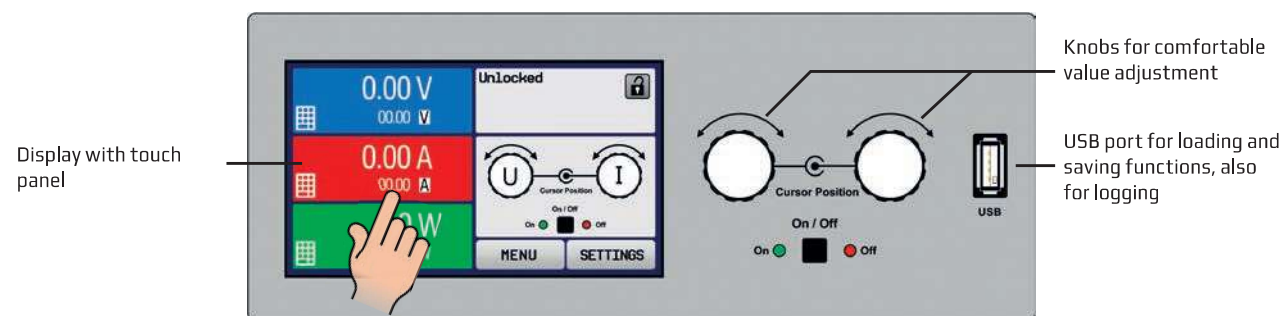 Display with touch
panel
0.00 V
00.00 V
0.00 A
00.00 A
W
Unlocked
U
I
Cursor Position
On / Off
On
Off
MENU
SETTINGS
Cursor Position
On / Off
On
Off
USB
Knobs for comfortable
value adjustment
USB port for loading and
saving functions, also
for logging